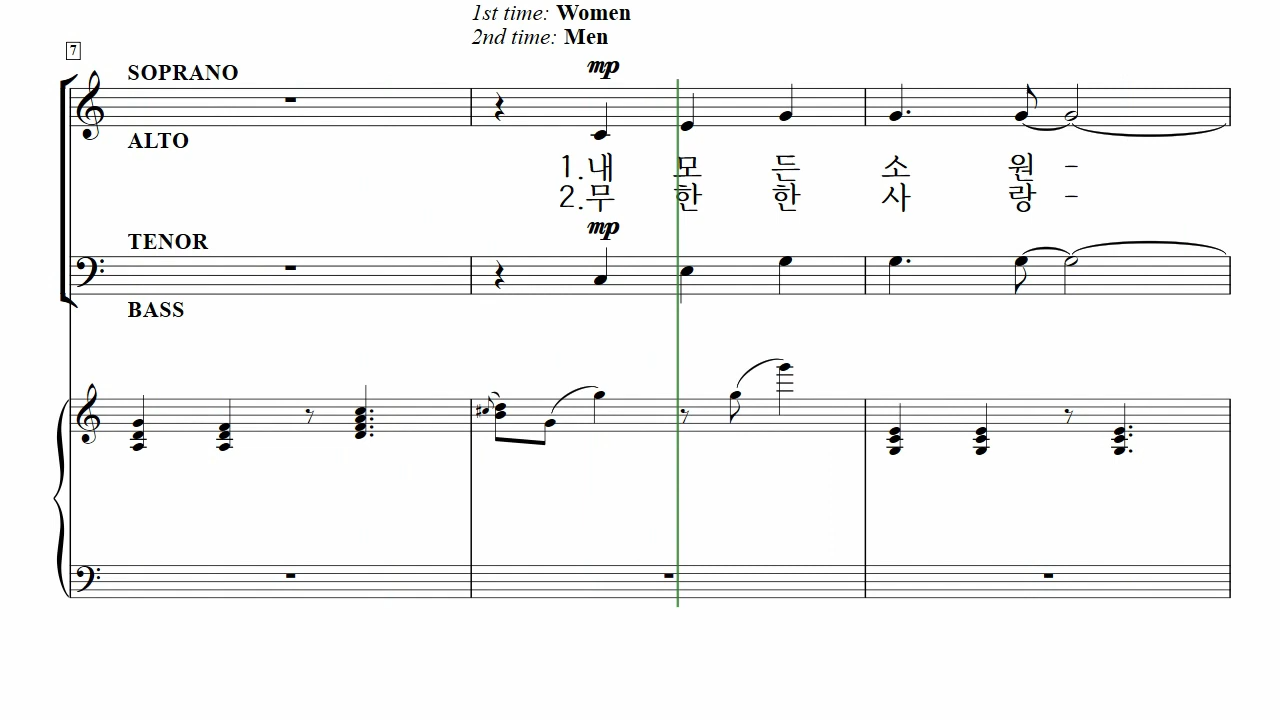 1st time: Women
2nd time: Men
7
SOPRANO
mp
ALTO
1.내 모 든 소 원 -
2.무 한 한 사 랑 -
mp
TENOR
BASS